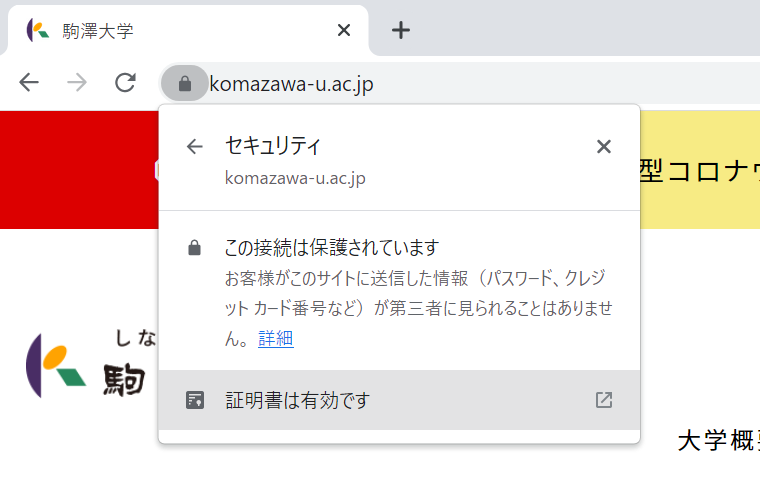 駒澤大学
komazawa-u.ac.jp
セキュリティ
komazawa-u.ac.jp
型コロナウ
この接続は保護されています
お客様がこのサイトに送信した情報（パスワード、クレジ
ット カード番号など）が第三者に見られることはありませ
ん。詳細
しな
駒
証明書は有効です
大学概要